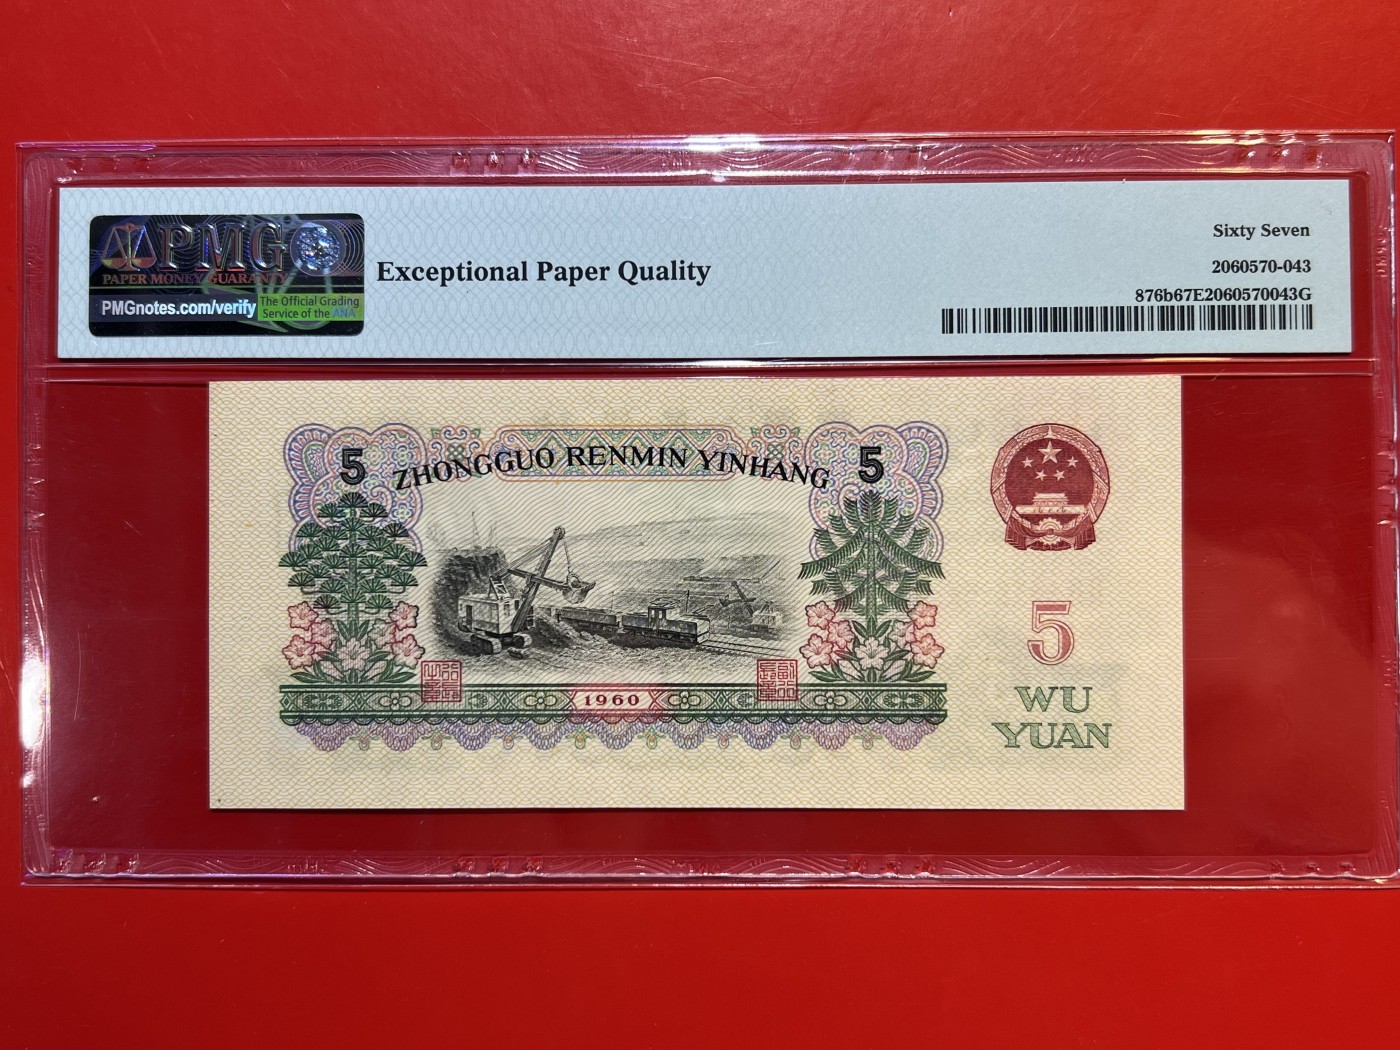 PMG
PAPER MONEY GUARANTY
PMGnotes.com/verify
The Official Grading
Service of the ANA
Exceptional Paper Quality
Sixty Seven
2060570-043
876b67E2060570043G
5 ZHONGGUO RENMIN YINHANG 5
1960
5
WU
YUAN